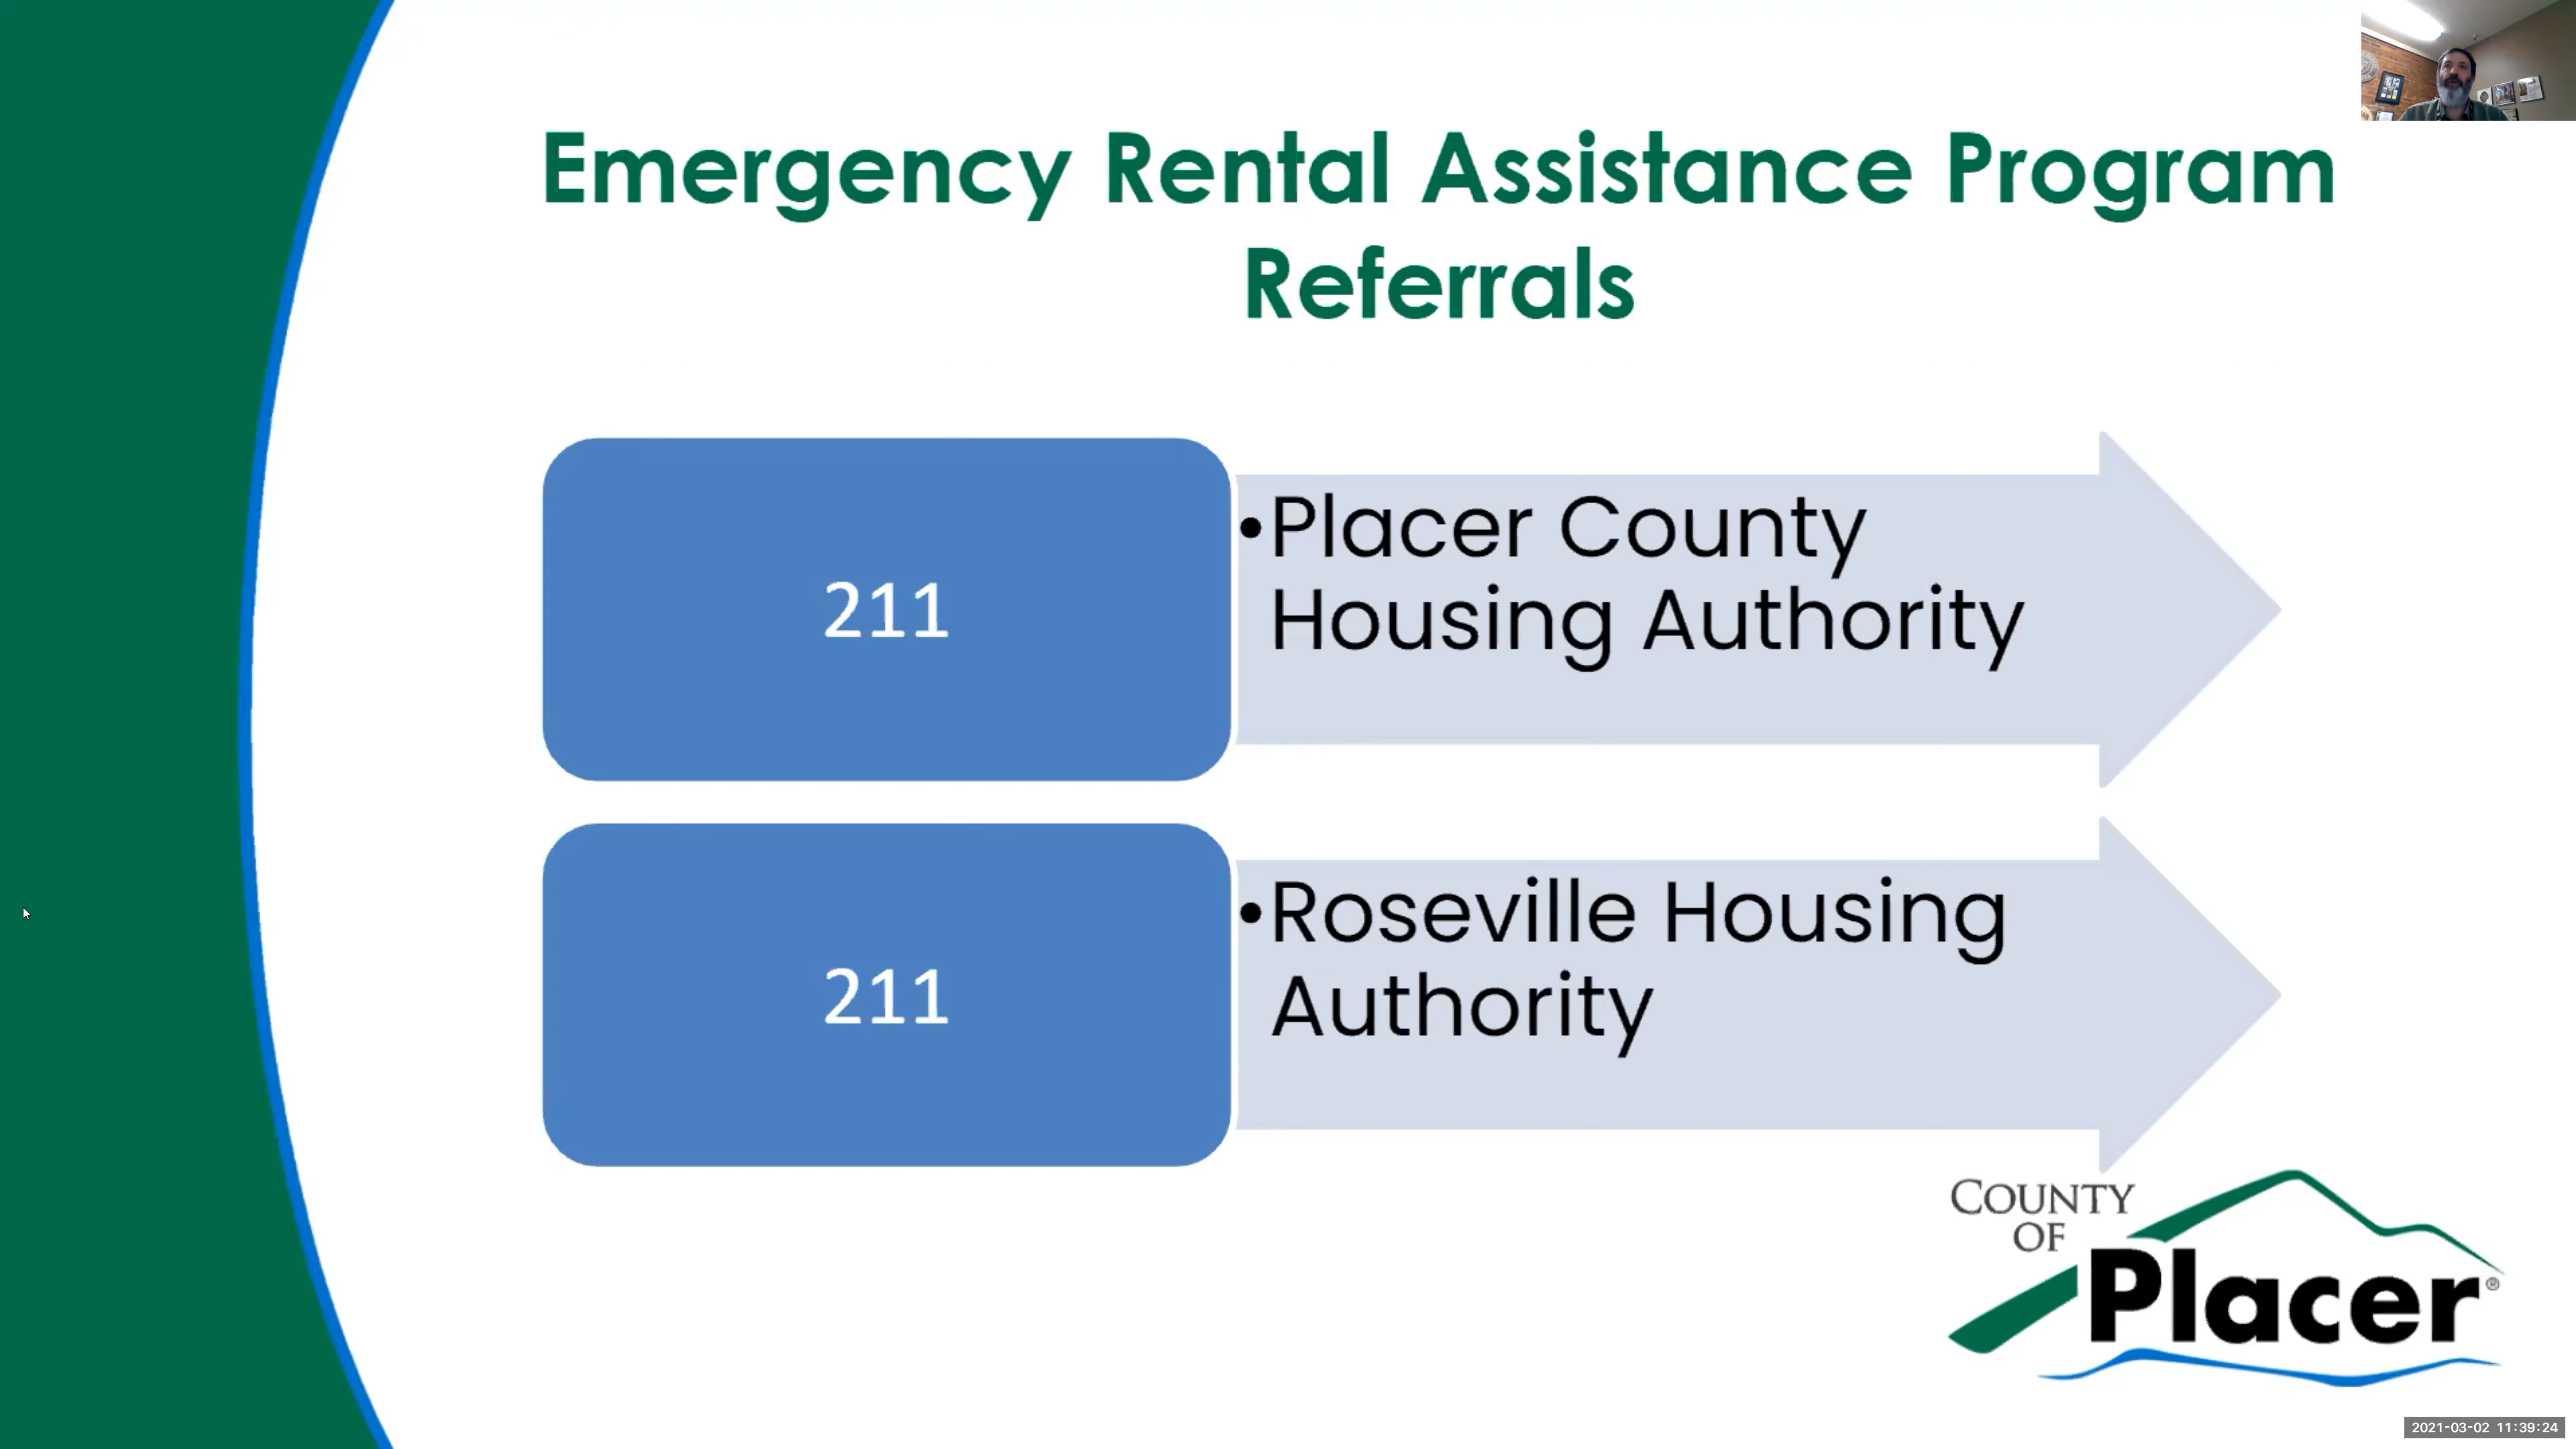 Emergency Rental Assistance Program
Referrals
211
•Placer County
Housing Authority
211
•Roseville Housing
Authority
COUNTY
OF
Placer®
2021-03-02 11:39:24